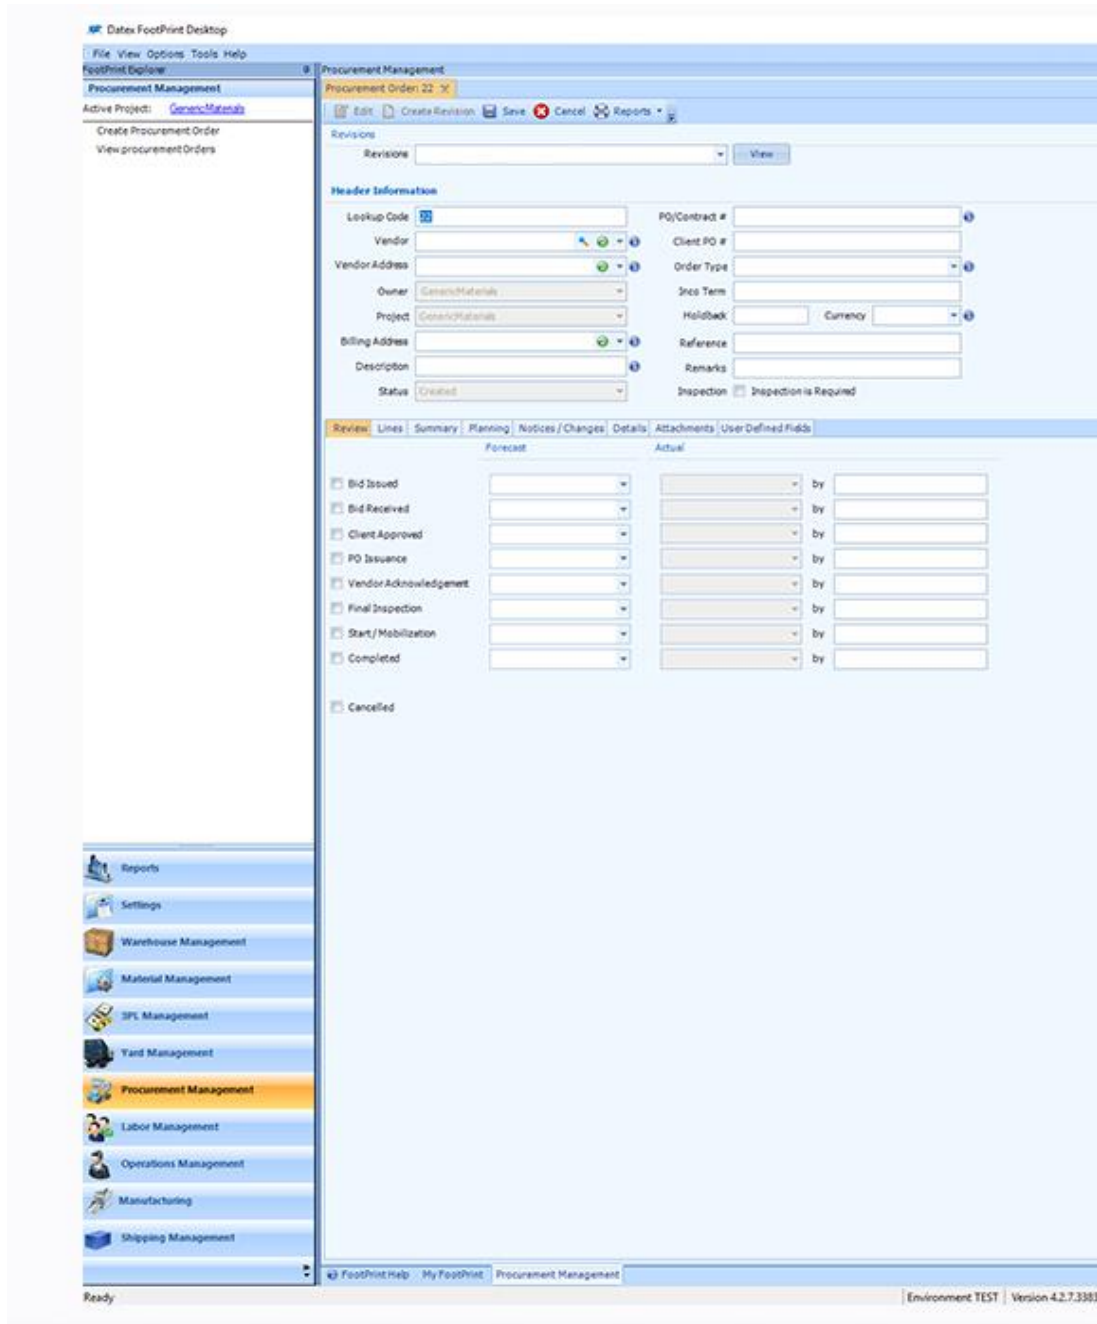 Datex FootPrint Desktop
File View Options Tools Help
FootPrint Explorer
Procurement Management
Active Project: GenericMaterials
Create Procurement Order
View procurement Orders
Reports
Settings
Warehouse Management
Material Management
3PL Management
Yard Management
Procurement Management
Labor Management
Operations Management
Manufacturing
Shipping Management
Procurement Management
Procurement Order: 22
Edit Create Revision Save Cancel Reports
Revisions
Revisions View
Header Information
Lookup Code 22 PO/Contract #
Vendor Client PO #
Vendor Address Order Type
Owner GenericMaterials Inco Term
Project GenericMaterials Holdback Currency
Billing Address Reference
Description Remarks
Status Created Inspection Inspection is Required
Review Lines Summary Planning Notices / Changes Details Attachments User Defined Fields
Forecast Actual
Bid Issued by
Bid Received by
Client Approved by
PO Issuance by
Vendor Acknowledgement by
Final Inspection by
Start / Mobilization by
Completed by
Cancelled
FootPrint Help My FootPrint Procurement Management
Ready Environment TEST Version 4.2.7.3383